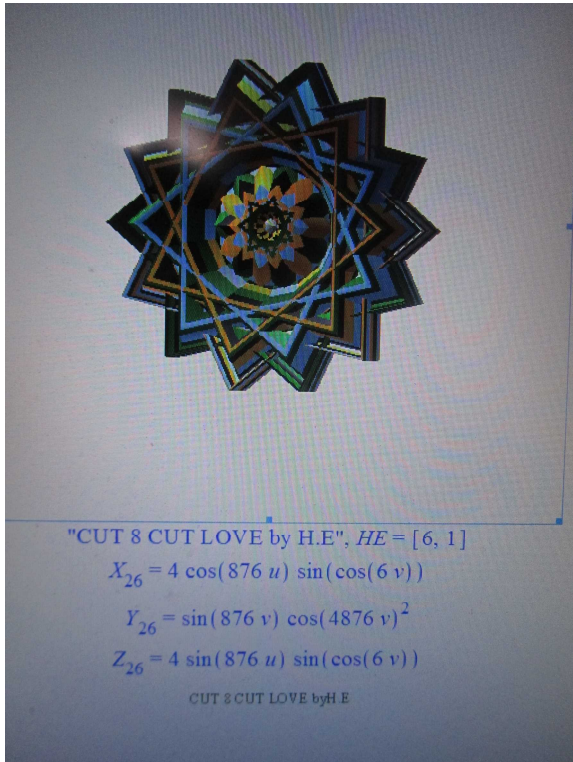 "CUT 8 CUT LOVE by H.E", HE = [6, 1]
X₂₆ = 4 cos(876 u) sin(cos(6 v))
Y₂₆ = sin(876 v) cos(4876 v)²
Z₂₆ = 4 sin(876 u) sin(cos(6 v))
CUT 8 CUT LOVE byH.E